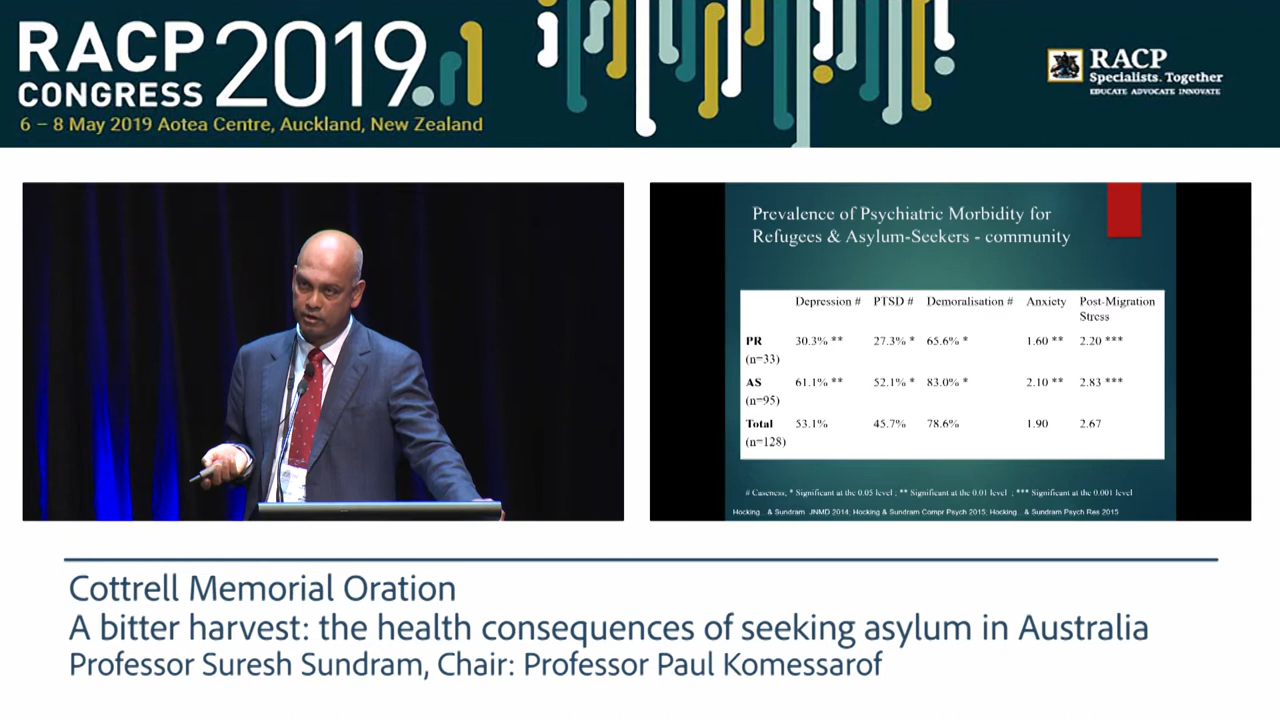 RACP
CONGRESS 2019
6 – 8 May 2019 Aotea Centre, Auckland, New Zealand
RACP
Specialists. Together
EDUCATE ADVOCATE INNOVATE
Prevalence of Psychiatric Morbidity for
Refugees & Asylum-Seekers - community
Depression # PTSD # Demoralisation # Anxiety Post-Migration
Stress
PR 30.3% ** 27.3% * 65.6% * 1.60 ** 2.20 ***
(n=33)
AS 61.1% ** 52.1% * 83.0% * 2.10 ** 2.83 ***
(n=95)
Total 53.1% 45.7% 78.6% 1.90 2.67
(n=128)
# Caseness; * Significant at the 0.05 level ; ** Significant at the 0.01 level ; *** Significant at the 0.001 level
Hocking.. & Sundram JNMD 2014; Hocking & Sundram Compr Psych 2015; Hocking.. & Sundram Psych Res 2015
Cottrell Memorial Oration
A bitter harvest: the health consequences of seeking asylum in Australia
Professor Suresh Sundram, Chair: Professor Paul Komessarof